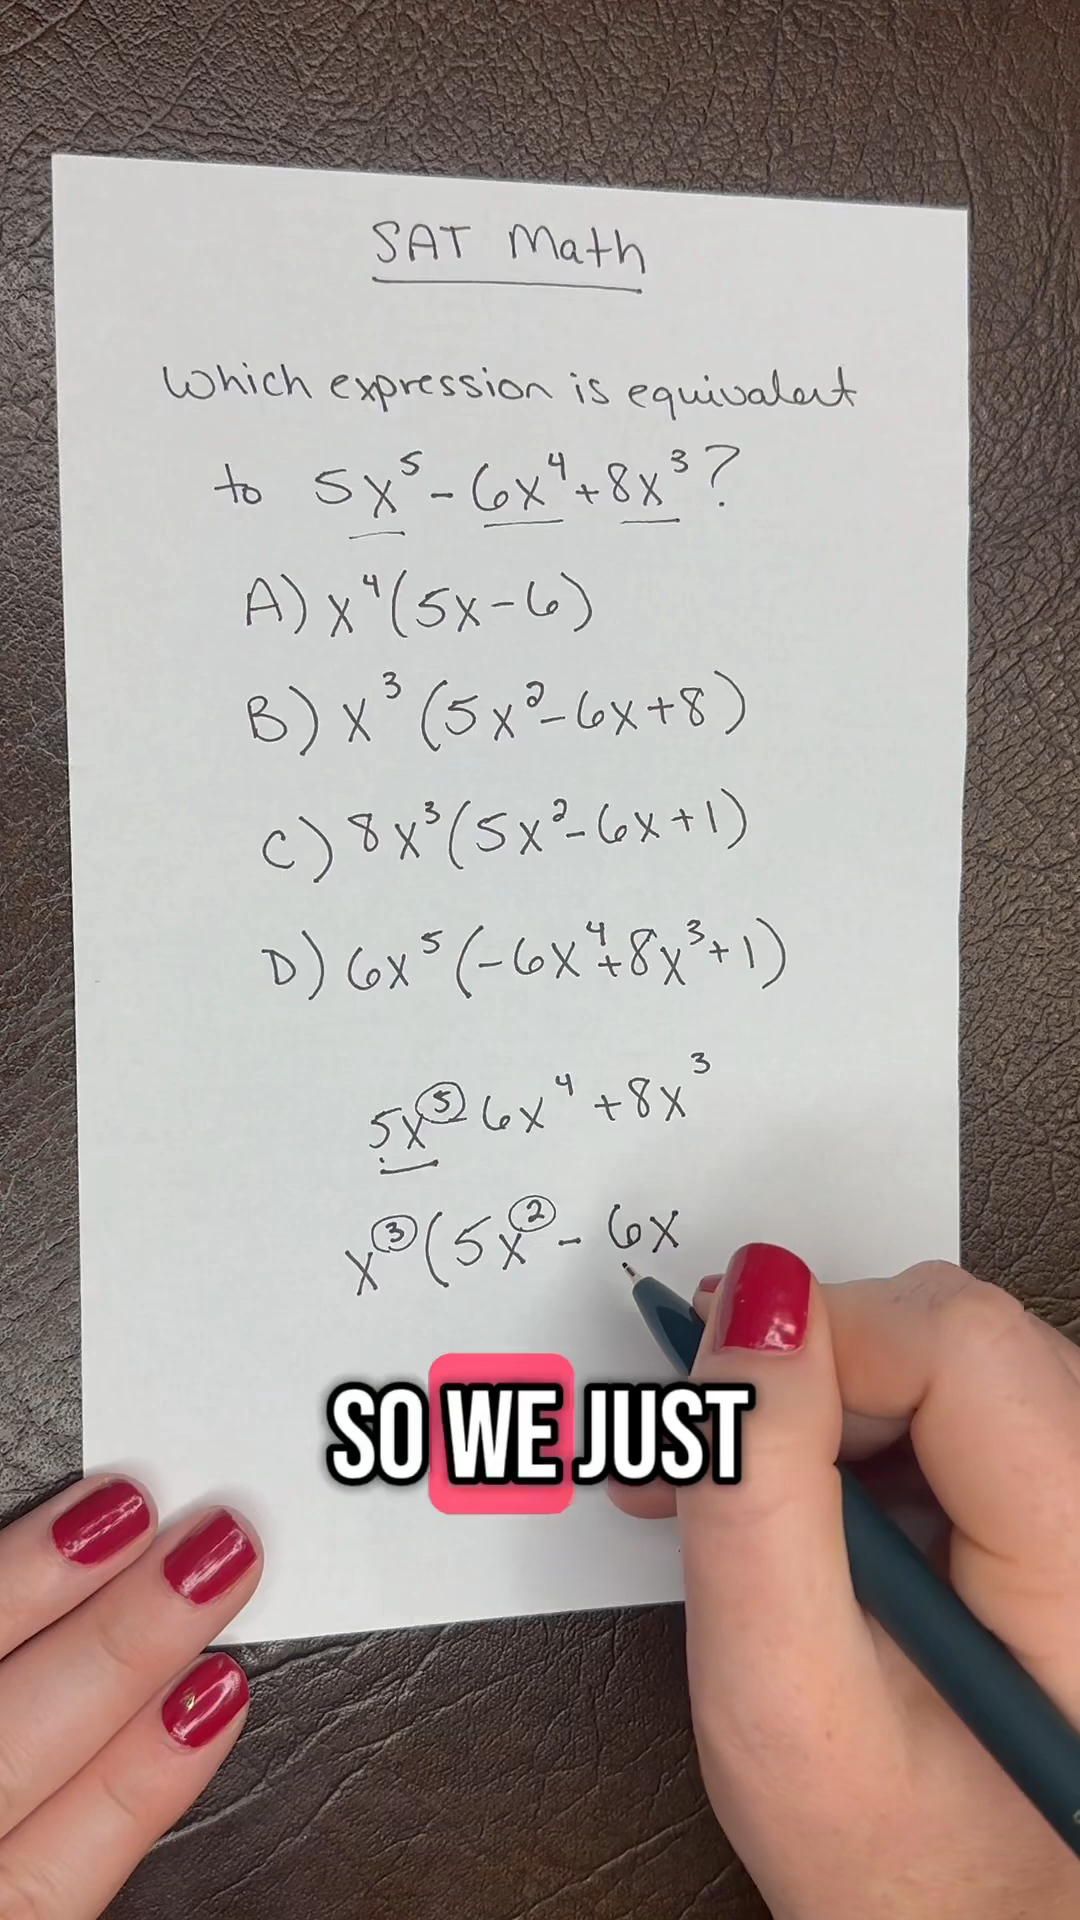 SAT Math
Which expression is equivalent
to 5x⁵ - 6x⁴ + 8x³?
A) x⁴(5x - 6)
B) x³(5x² - 6x + 8)
C) 8x³(5x² - 6x + 1)
D) 6x⁵(-6x⁴ + 8x³ + 1)
5x⁵ 6x⁴ + 8x³
x³(5x² - 6x
SO WE JUST